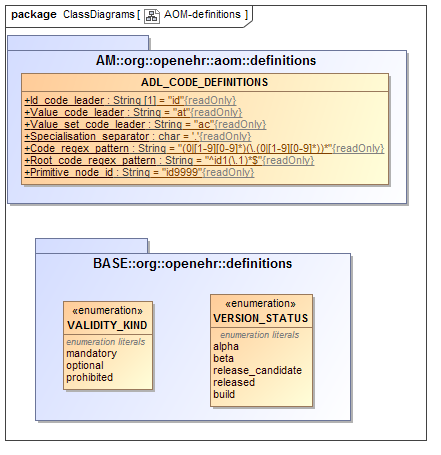 package ClassDiagrams [ AOM-definitions ]
AM::org::openehr::aom::definitions
ADL_CODE_DEFINITIONS
+Id_code_leader : String [1] = "id"{readOnly}
+Value_code_leader : String = "at"{readOnly}
+Value_set_code_leader : String = "ac"{readOnly}
+Specialisation_separator : char = '.'{readOnly}
+Code_regex_pattern : String = "(0|[1-9][0-9]*)(\.(0|[1-9][0-9]*))*"{readOnly}
+Root_code_regex_pattern : String = "^id1(\.1)*$"{readOnly}
+Primitive_node_id : String = "id9999"{readOnly}
BASE::org::openehr::definitions
«enumeration»
VALIDITY_KIND
enumeration literals
mandatory
optional
prohibited
«enumeration»
VERSION_STATUS
enumeration literals
alpha
beta
release_candidate
released
build